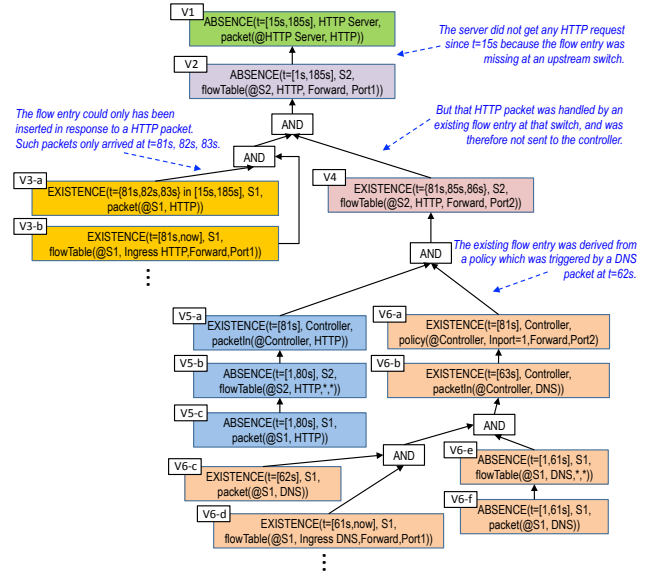 V1
ABSENCE(t=[15s,185s], HTTP Server,
packet(@HTTP Server, HTTP))
The server did not get any HTTP request
since t=15s because the flow entry was
missing at an upstream switch.
V2
ABSENCE(t=[1s,185s], S2,
flowTable(@S2, HTTP, Forward, Port1))
The flow entry could only has been
inserted in response to a HTTP packet.
Such packets only arrived at t=81s, 82s, 83s.
AND
But that HTTP packet was handled by an
existing flow entry at that switch, and was
therefore not sent to the controller.
AND
V3-a
EXISTENCE(t={81s,82s,83s} in [15s,185s], S1,
packet(@S1, HTTP))
V4
EXISTENCE(t={81s,85s,86s}, S2,
flowTable(@S2, HTTP, Forward, Port2))
V3-b
EXISTENCE(t=[81s,now], S1,
flowTable(@S1, Ingress HTTP,Forward,Port1))
AND
The existing flow entry was derived from
a policy which was triggered by a DNS
packet at t=62s.
V5-a
EXISTENCE(t=[81s], Controller,
packetIn(@Controller, HTTP))
V6-a
EXISTENCE(t=[81s], Controller,
policy(@Controller, Inport=1,Forward,Port2)
V5-b
ABSENCE(t=[1,80s], S2,
flowTable(@S2, HTTP,*,*))
V6-b
EXISTENCE(t=[63s], Controller,
packetIn(@Controller, DNS))
V5-c
ABSENCE(t=[1,80s], S1,
packet(@S1, HTTP))
AND
AND
V6-c
EXISTENCE(t=[62s], S1,
packet(@S1, DNS))
V6-e
ABSENCE(t=[1,61s], S1,
flowTable(@S1, DNS,*,*))
V6-d
EXISTENCE(t=[61s,now], S1,
flowTable(@S1, Ingress DNS,Forward,Port1))
V6-f
ABSENCE(t=[1,61s], S1,
packet(@S1, DNS))